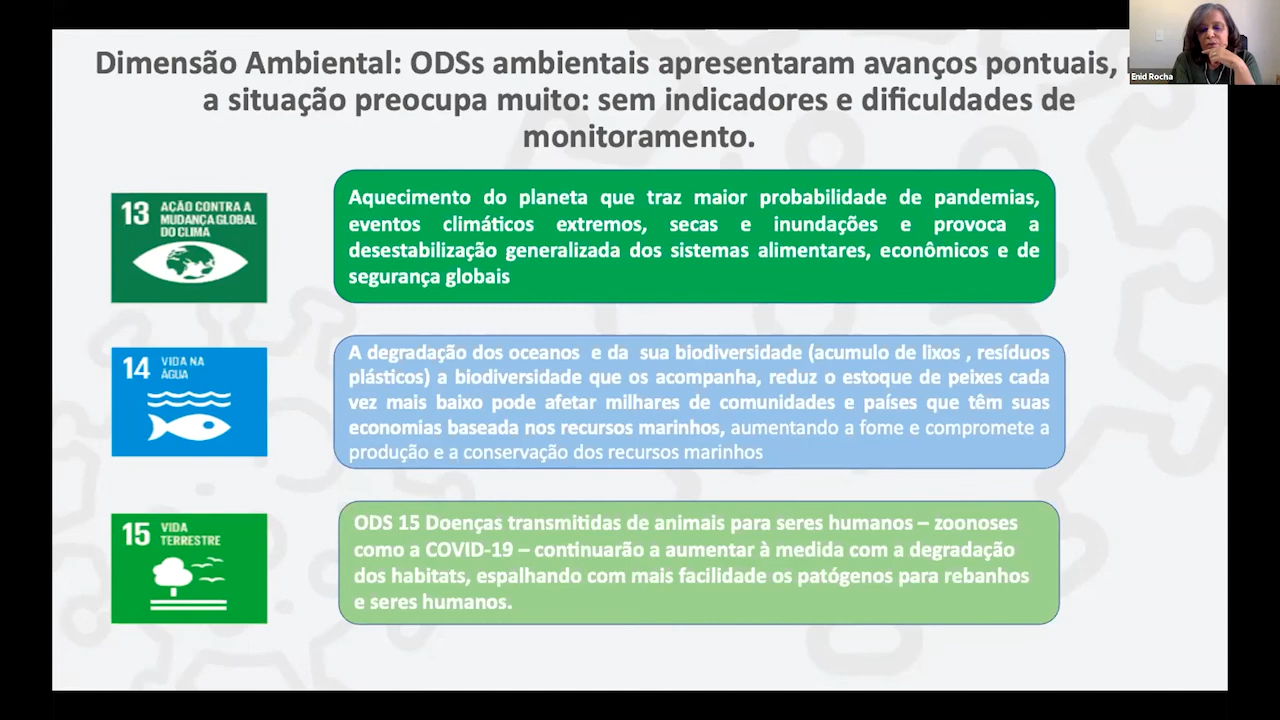 Dimensão Ambiental: ODSs ambientais apresentaram avanços pontuais,
a situação preocupa muito: sem indicadores e dificuldades de
monitoramento.
Enid Rocha
13 AÇÃO CONTRA A
MUDANÇA GLOBAL
DO CLIMA
Aquecimento do planeta que traz maior probabilidade de pandemias,
eventos climáticos extremos, secas e inundações e provoca a
desestabilização generalizada dos sistemas alimentares, econômicos e de
segurança globais
14 VIDA NA
ÁGUA
A degradação dos oceanos e da sua biodiversidade (acumulo de lixos , resíduos
plásticos) a biodiversidade que os acompanha, reduz o estoque de peixes cada
vez mais baixo pode afetar milhares de comunidades e países que têm suas
economias baseada nos recursos marinhos, aumentando a fome e compromete a
produção e a conservação dos recursos marinhos
15 VIDA
TERRESTRE
ODS 15 Doenças transmitidas de animais para seres humanos – zoonoses
como a COVID-19 – continuarão a aumentar à medida com a degradação
dos habitats, espalhando com mais facilidade os patógenos para rebanhos
e seres humanos.